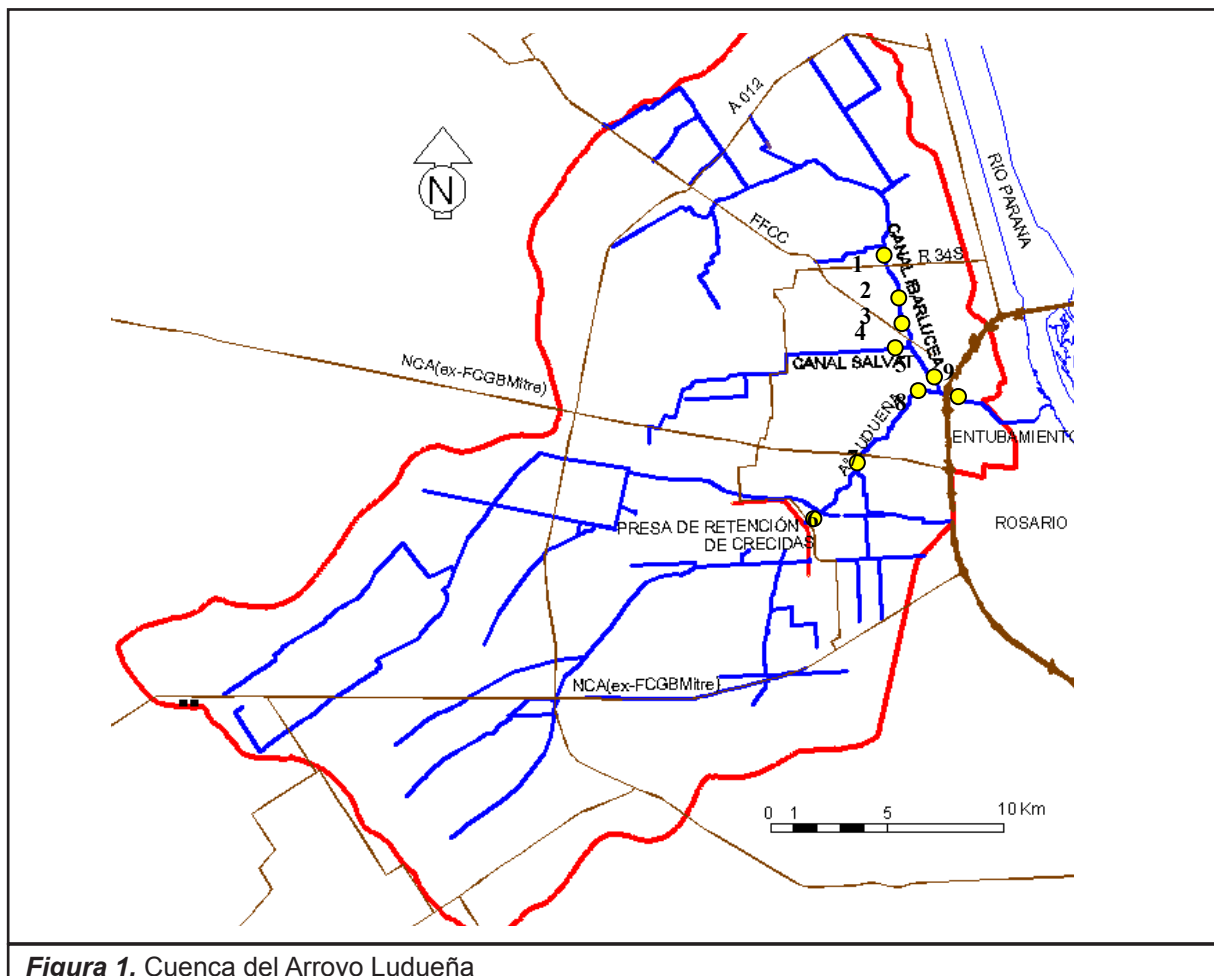 A 012
N
RIO PARANA
FFCC
CANAL IBARLUCEA
R 34S
1
2
3
4
CANAL SALVAT
5
9
NCA(ex-FCGBMitre)
8
Aº LUDUEÑA
ENTUBAMIENTO
7
6
PRESA DE RETENCIÓN
DE CRECIDAS
ROSARIO
NCA(ex-FCGBMitre)
0 1 5 10 Km
Figura 1. Cuenca del Arroyo Ludueña